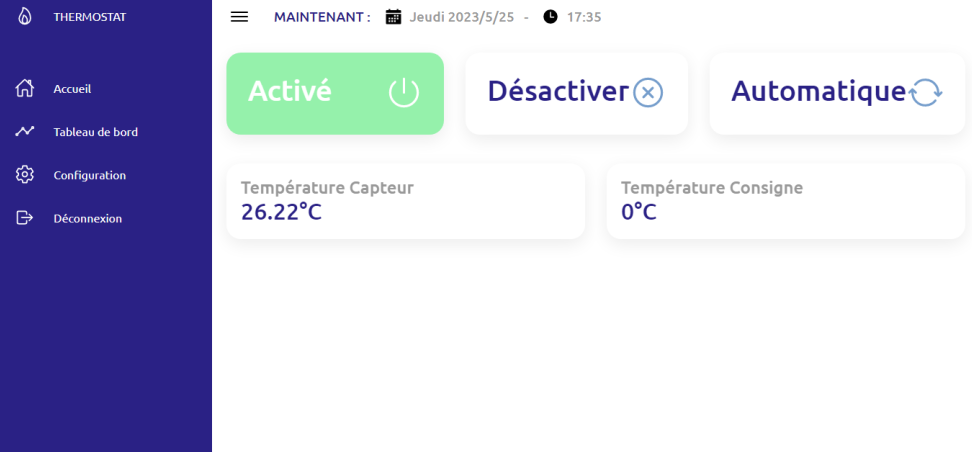 THERMOSTAT
Accueil
Tableau de bord
Configuration
Déconnexion
MAINTENANT : Jeudi 2023/5/25 - 17:35
Activé
Désactiver
Automatique
Température Capteur
26.22°C
Température Consigne
0°C